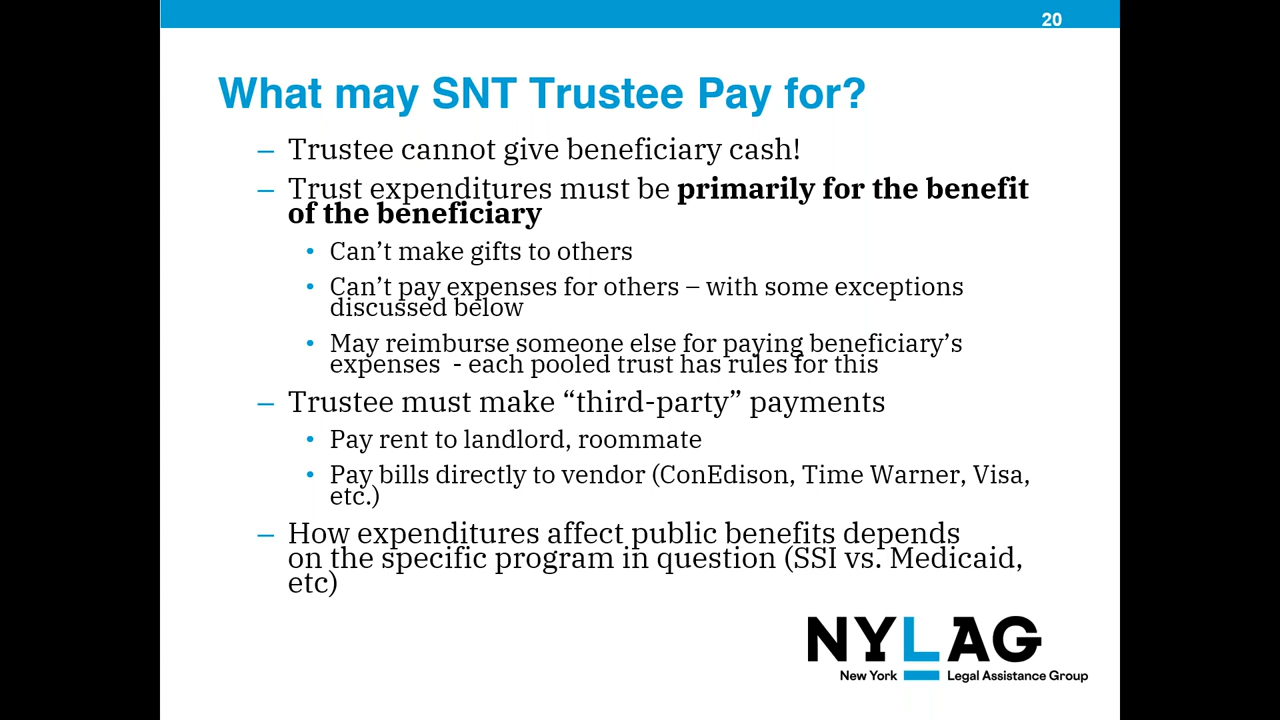 20
What may SNT Trustee Pay for?
– Trustee cannot give beneficiary cash!
– Trust expenditures must be primarily for the benefit
of the beneficiary
• Can’t make gifts to others
• Can’t pay expenses for others – with some exceptions
discussed below
• May reimburse someone else for paying beneficiary’s
expenses  - each pooled trust has rules for this
– Trustee must make “third-party” payments
• Pay rent to landlord, roommate
• Pay bills directly to vendor (ConEdison, Time Warner, Visa,
etc.)
– How expenditures affect public benefits depends
on the specific program in question (SSI vs. Medicaid,
etc)
NYLAG
New York Legal Assistance Group